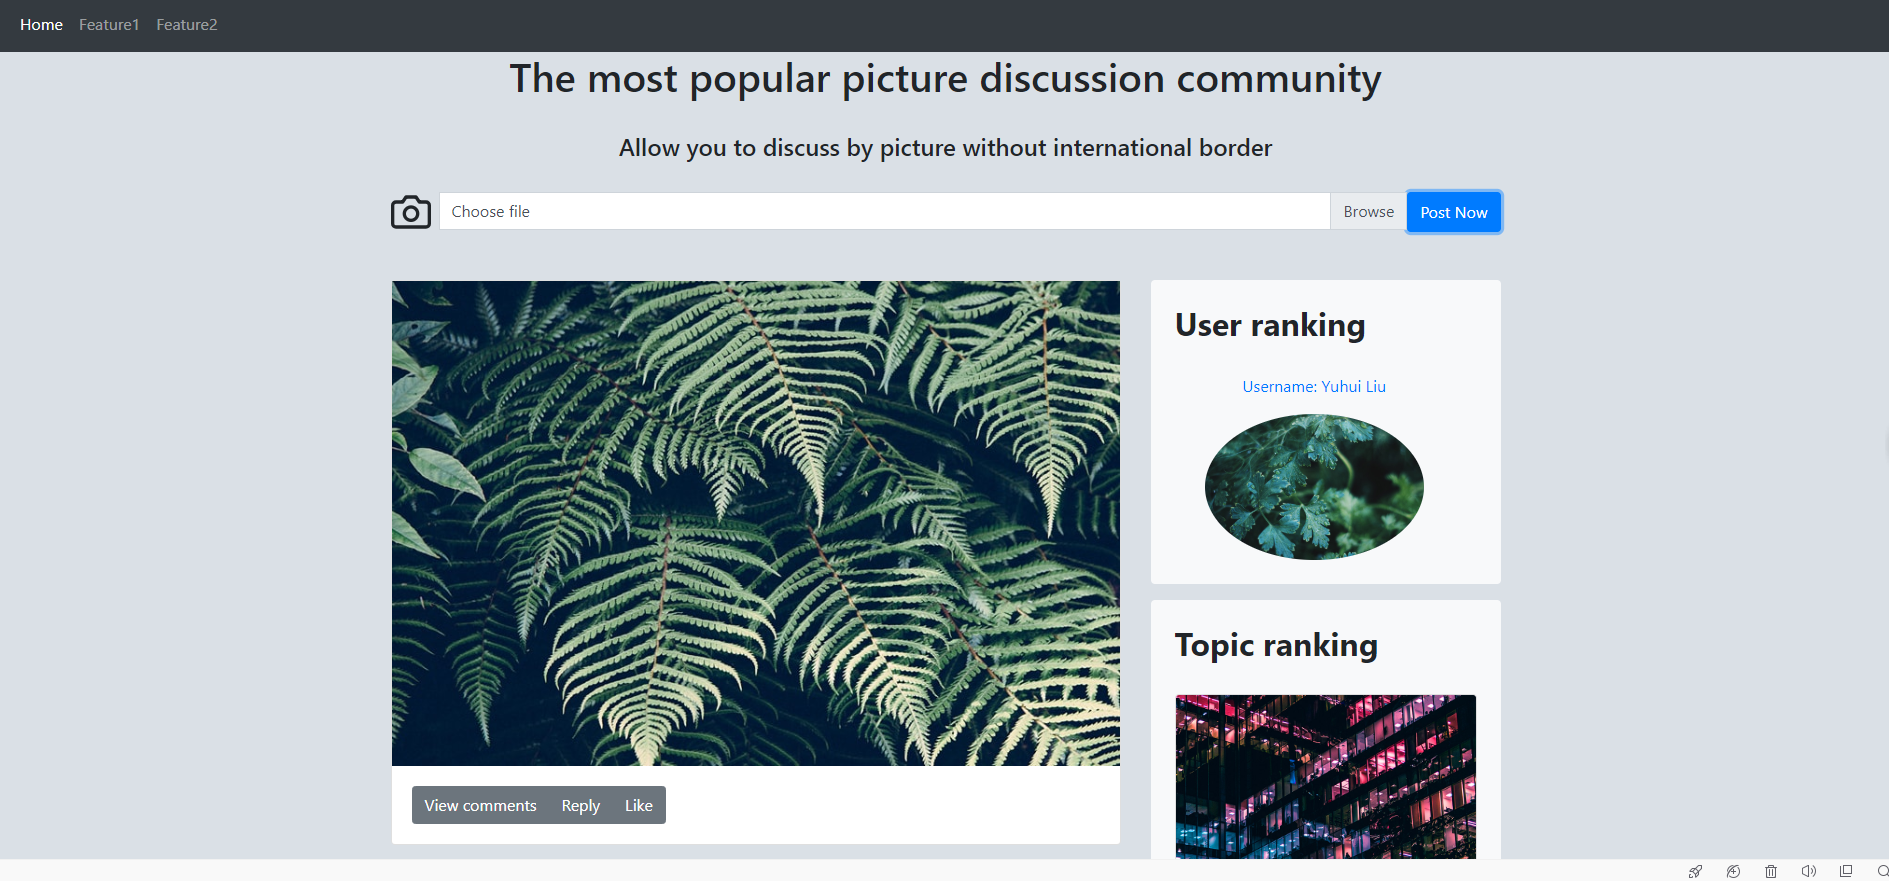 Home Feature1 Feature2
The most popular picture discussion community
Allow you to discuss by picture without international border
Choose file Browse Post Now
User ranking
Username: Yuhui Liu
Topic ranking
View comments Reply Like